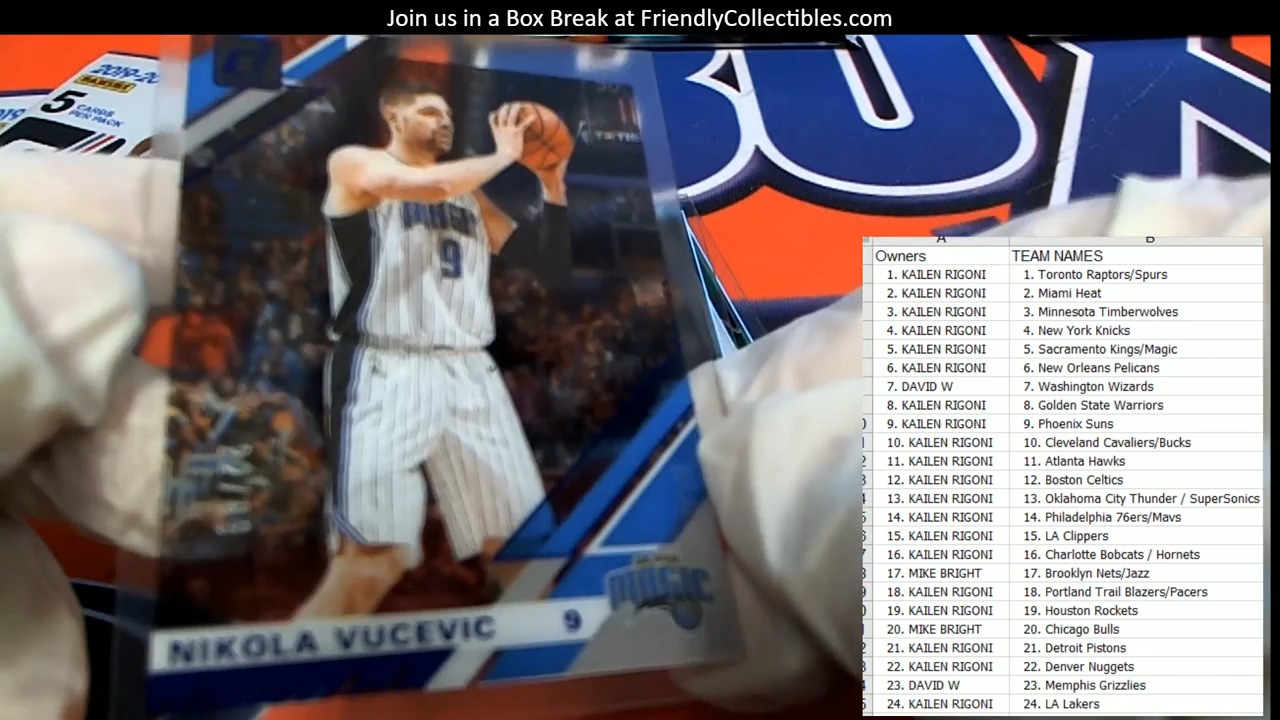 Join us in a Box Break at FriendlyCollectibles.com
2019-20
PANINI
5 CARDS PER PACK
BOX
MAGIC
9
MAGIC
NIKOLA VUCEVIC 9
A B
Owners TEAM NAMES
1. KAILEN RIGONI 1. Toronto Raptors/Spurs
2. KAILEN RIGONI 2. Miami Heat
3. KAILEN RIGONI 3. Minnesota Timberwolves
4. KAILEN RIGONI 4. New York Knicks
5. KAILEN RIGONI 5. Sacramento Kings/Magic
6. KAILEN RIGONI 6. New Orleans Pelicans
7. DAVID W 7. Washington Wizards
8. KAILEN RIGONI 8. Golden State Warriors
9. KAILEN RIGONI 9. Phoenix Suns
10. KAILEN RIGONI 10. Cleveland Cavaliers/Bucks
11. KAILEN RIGONI 11. Atlanta Hawks
12. KAILEN RIGONI 12. Boston Celtics
13. KAILEN RIGONI 13. Oklahoma City Thunder / SuperSonics
14. KAILEN RIGONI 14. Philadelphia 76ers/Mavs
15. KAILEN RIGONI 15. LA Clippers
16. KAILEN RIGONI 16. Charlotte Bobcats / Hornets
17. MIKE BRIGHT 17. Brooklyn Nets/Jazz
18. KAILEN RIGONI 18. Portland Trail Blazers/Pacers
19. KAILEN RIGONI 19. Houston Rockets
20. MIKE BRIGHT 20. Chicago Bulls
21. KAILEN RIGONI 21. Detroit Pistons
22. KAILEN RIGONI 22. Denver Nuggets
23. DAVID W 23. Memphis Grizzlies
24. KAILEN RIGONI 24. LA Lakers